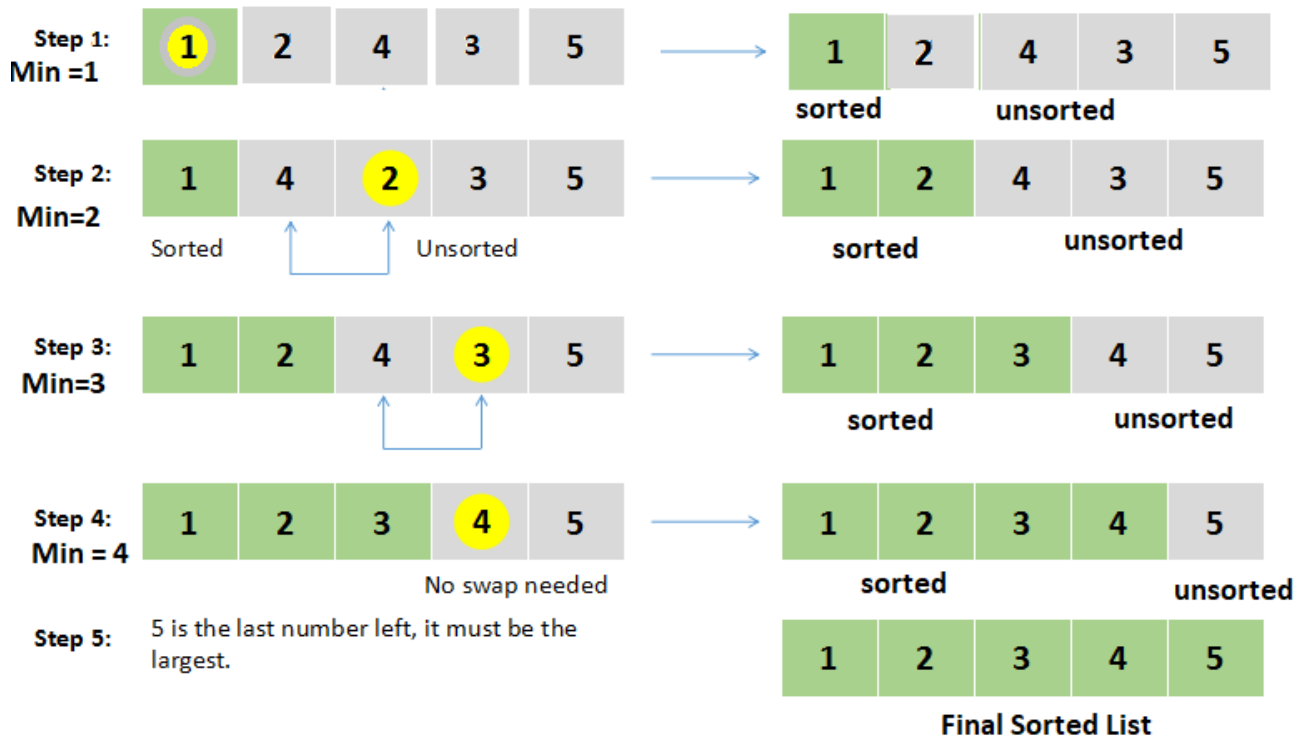 Step 1:
Min =1
1 2 4 3 5
1 2 4 3 5
sorted unsorted
Step 2:
Min=2
1 4 2 3 5
Sorted Unsorted
1 2 4 3 5
sorted unsorted
Step 3:
Min=3
1 2 4 3 5
1 2 3 4 5
sorted unsorted
Step 4:
Min = 4
1 2 3 4 5
No swap needed
1 2 3 4 5
sorted unsorted
Step 5:
5 is the last number left, it must be the
largest.
1 2 3 4 5
Final Sorted List